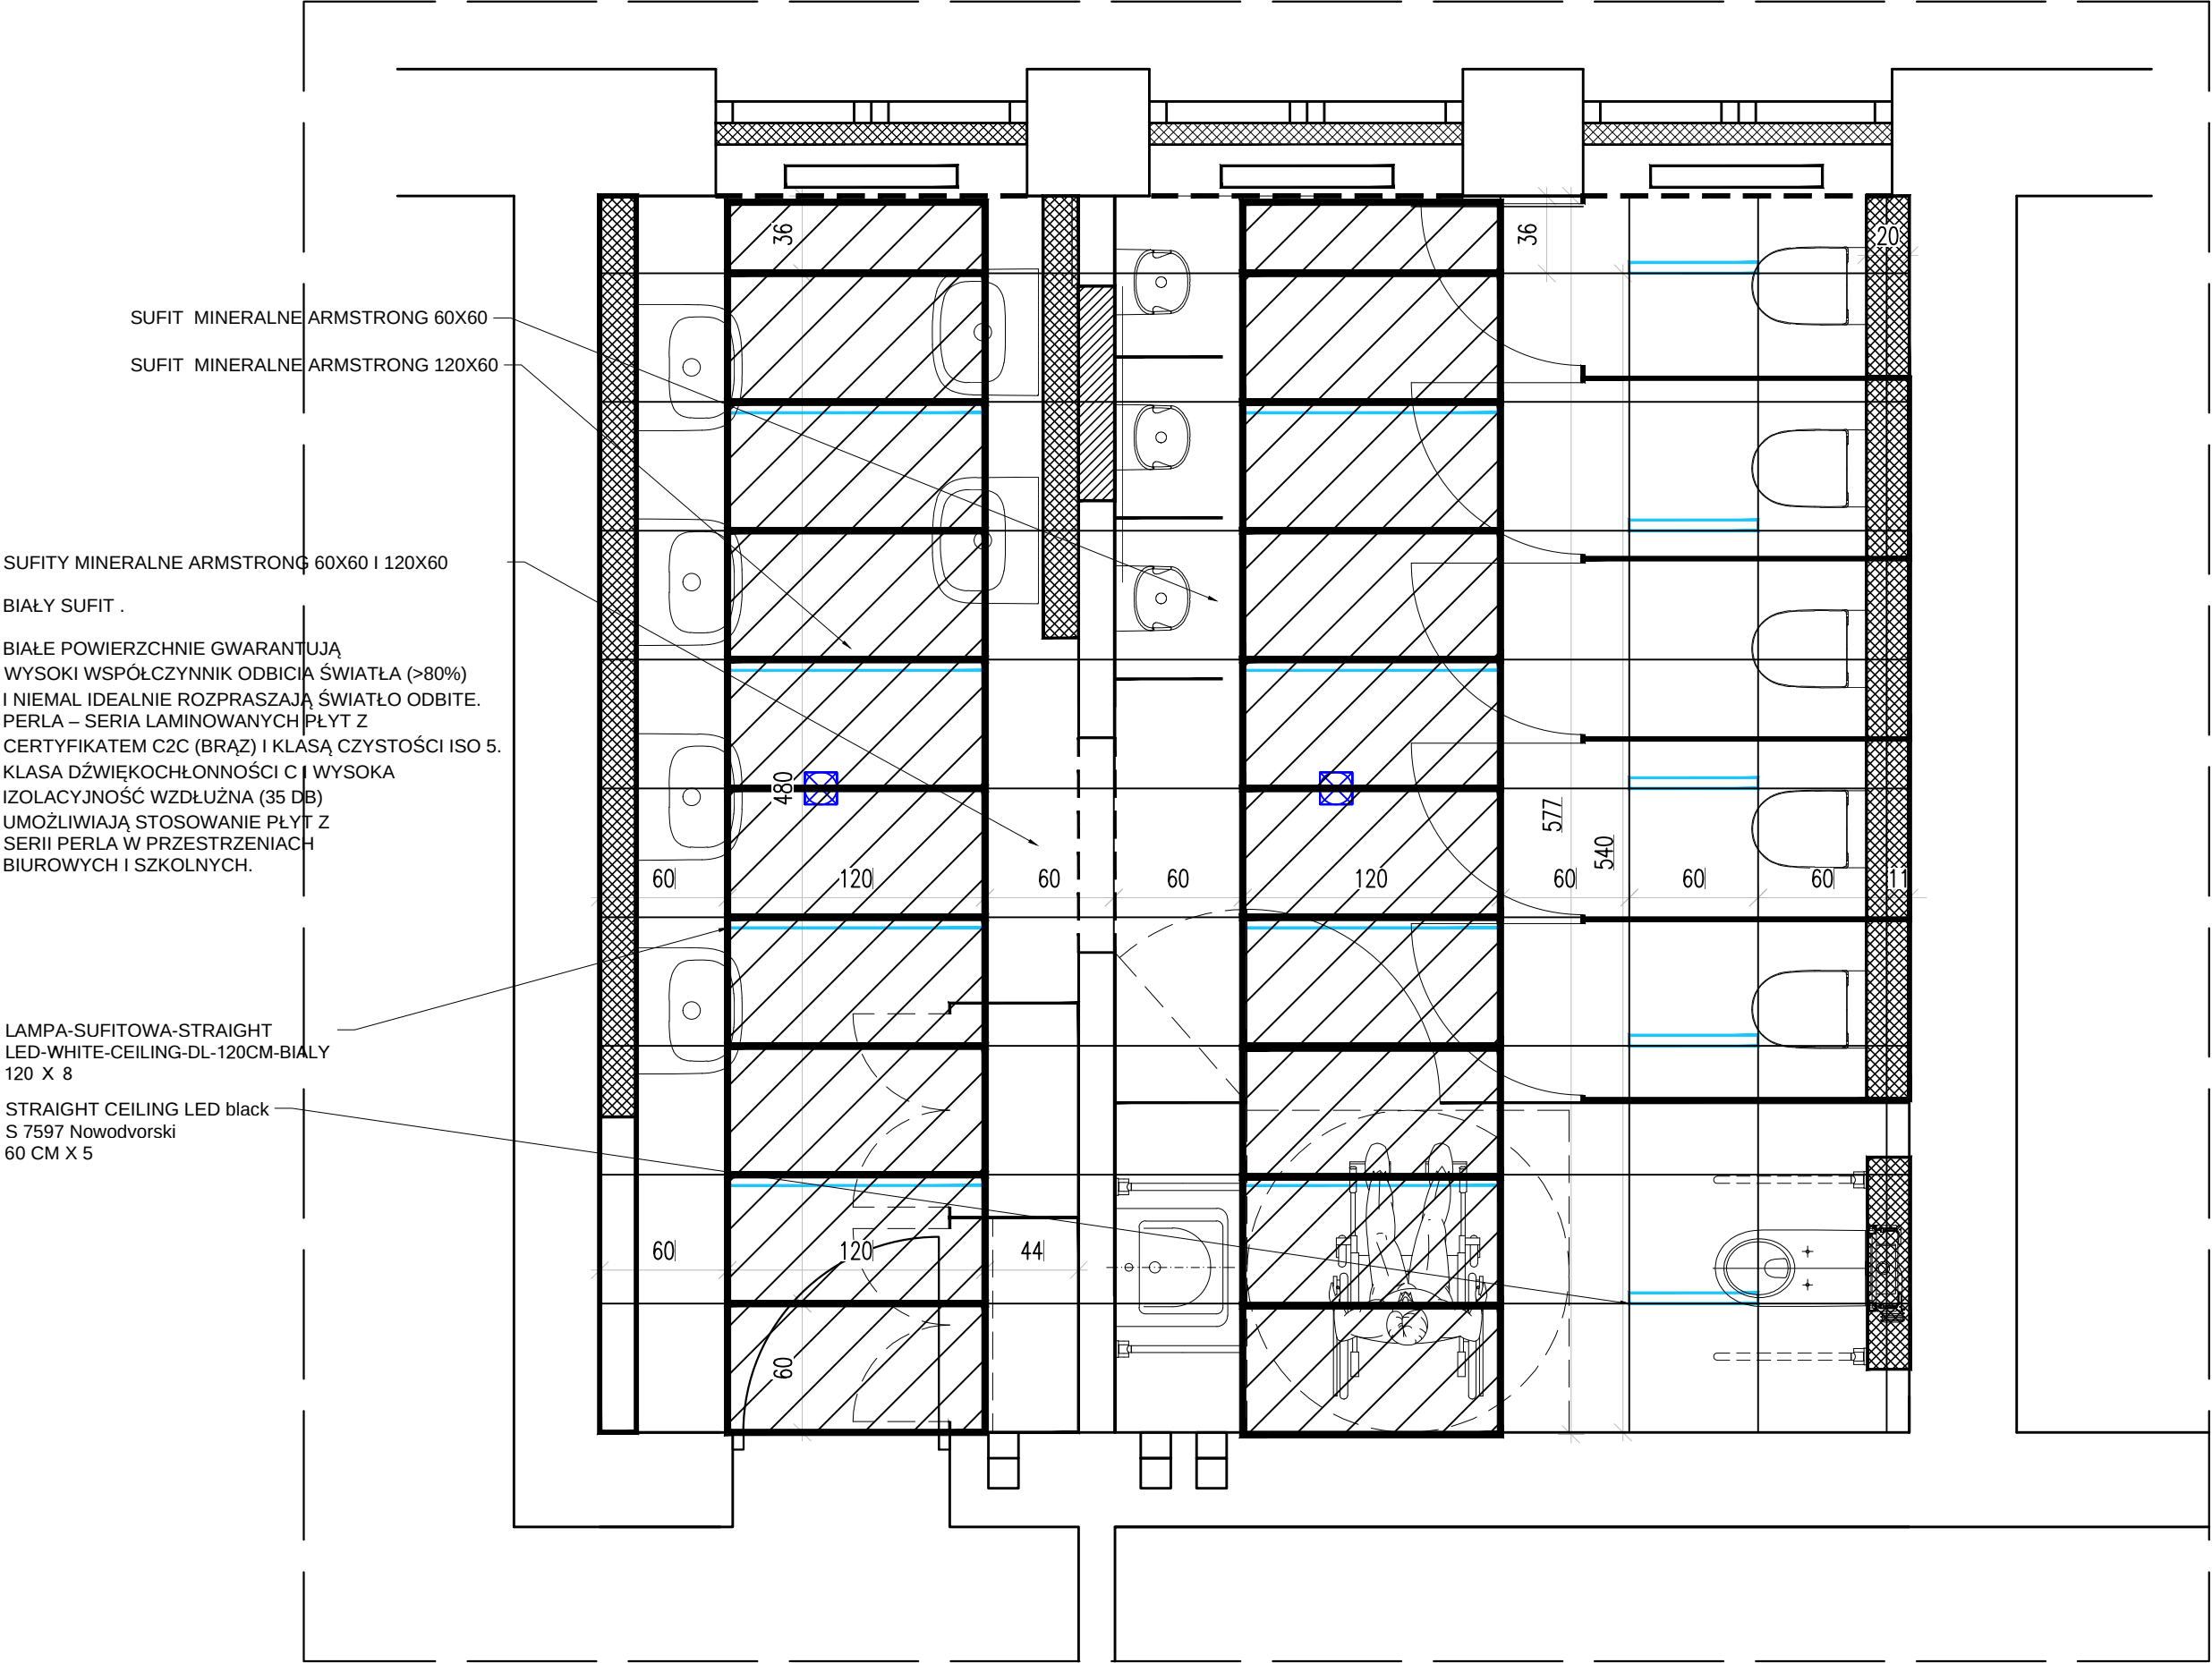 36
36
20
SUFIT MINERALNE ARMSTRONG 60X60
SUFIT MINERALNE ARMSTRONG 120X60
SUFITY MINERALNE ARMSTRONG 60X60 I 120X60
BIAŁY SUFIT .
BIAŁE POWIERZCHNIE GWARANTUJĄ
WYSOKI WSPÓŁCZYNNIK ODBICIA ŚWIATŁA (>80%)
I NIEMAL IDEALNIE ROZPRASZAJĄ ŚWIATŁO ODBITE.
PERLA – SERIA LAMINOWANYCH PŁYT Z
CERTYFIKATEM C2C (BRĄZ) I KLASĄ CZYSTOŚCI ISO 5.
KLASA DŹWIĘKOCHŁONNOŚCI C I WYSOKA
IZOLACYJNOŚĆ WZDŁUŻNA (35 DB)
UMOŻLIWIAJĄ STOSOWANIE PŁYT Z
SERII PERLA W PRZESTRZENIACH
BIUROWYCH I SZKOLNYCH.
480
577
540
60 120 60 60 120 60 60 60 11
LAMPA-SUFITOWA-STRAIGHT
LED-WHITE-CEILING-DL-120CM-BIALY
120 X 8
STRAIGHT CEILING LED black
S 7597 Nowodvorski
60 CM X 5
60 120 44
60